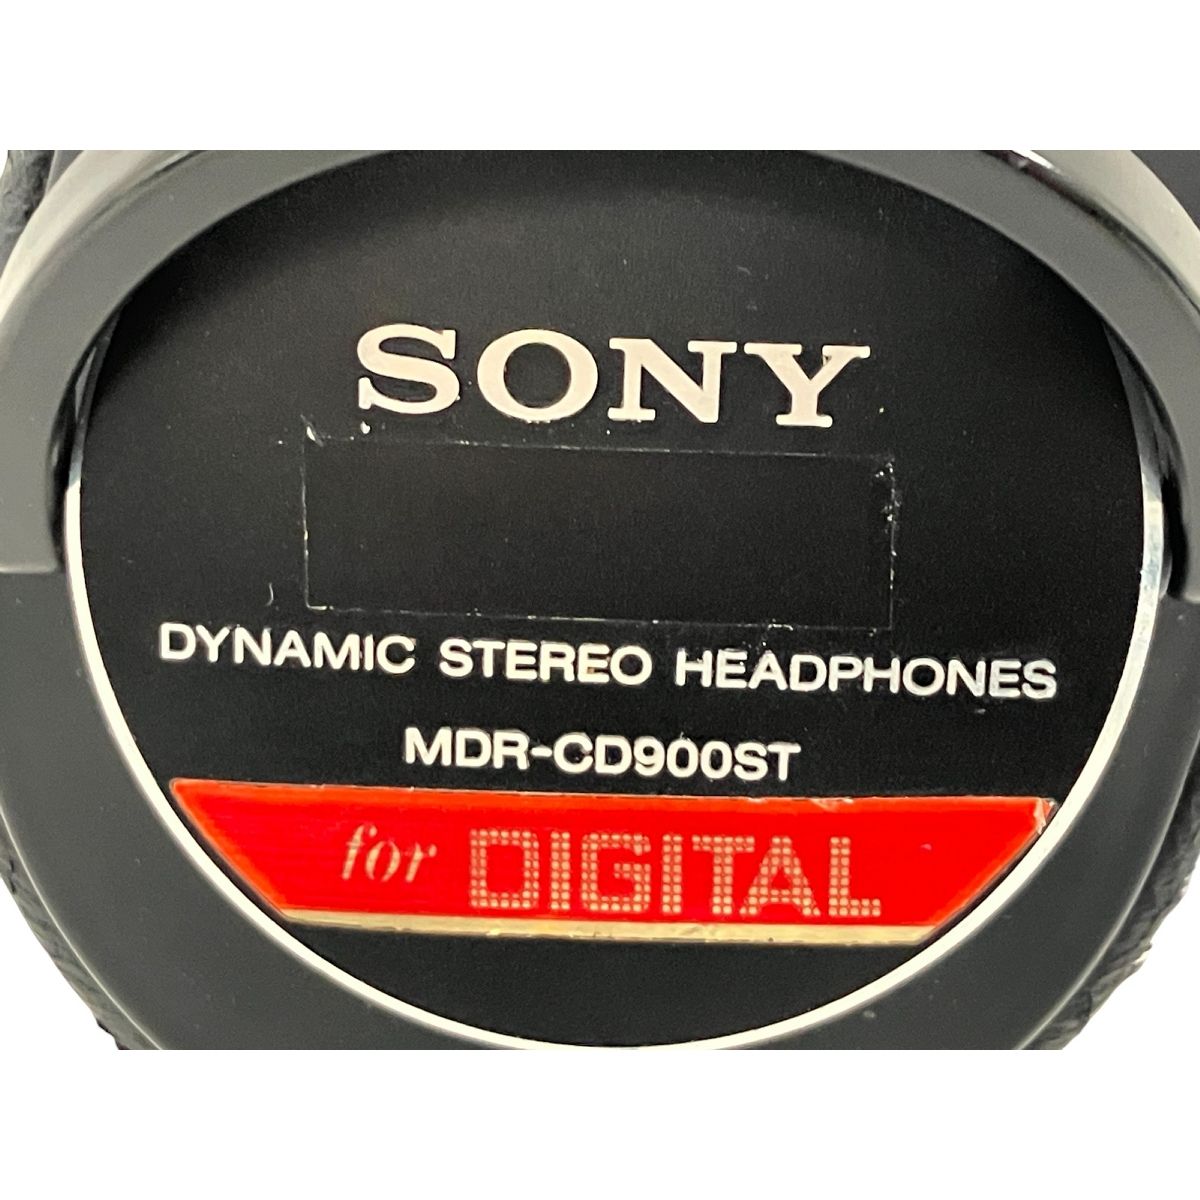 SONY
DYNAMIC STEREO HEADPHONES
MDR-CD900ST
for DIGITAL